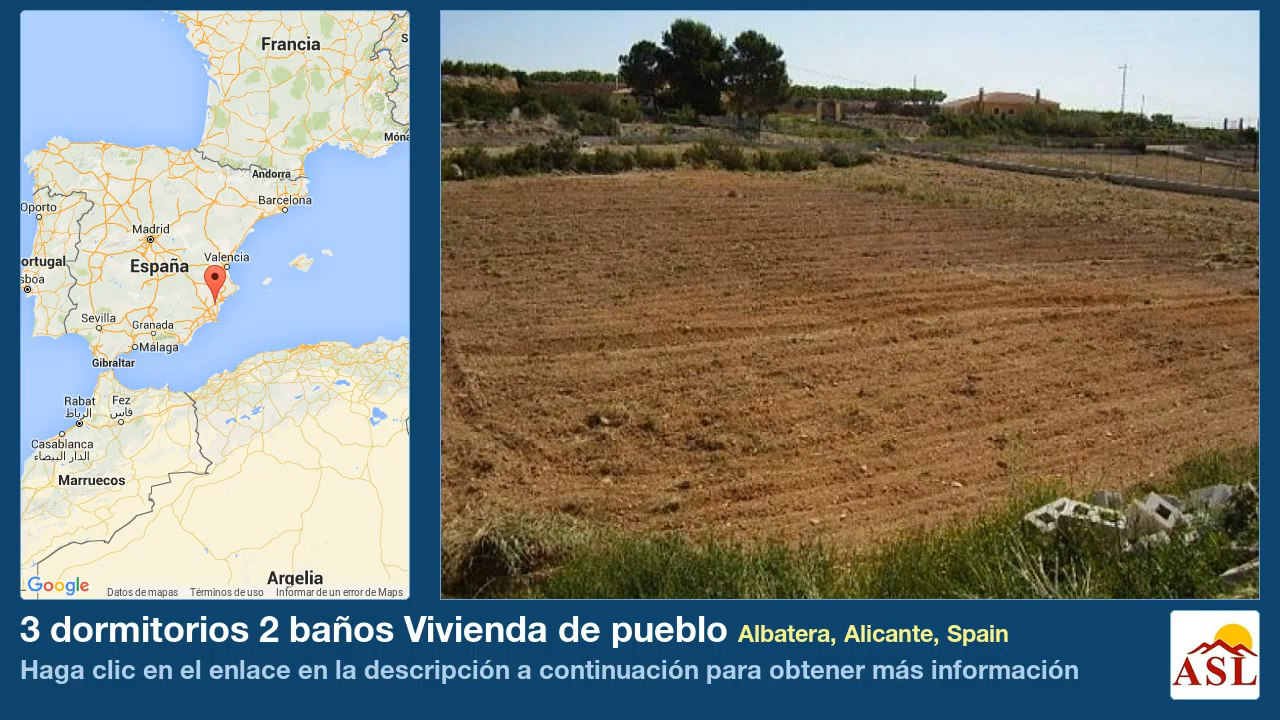 Francia
S
Móna
Andorra
Oporto
Barcelona
Madrid
ortugal
España
Valencia
sboa
Sevilla
Granada
Málaga
Gibraltar
Rabat
الرباط
Fez
فاس
Casablanca
الدار البيضاء
Marruecos
Argelia
Google
Datos de mapas Términos de uso Informar de un error de Maps
3 dormitorios 2 baños Vivienda de pueblo Albatera, Alicante, Spain
Haga clic en el enlace en la descripción a continuación para obtener más información
ASL